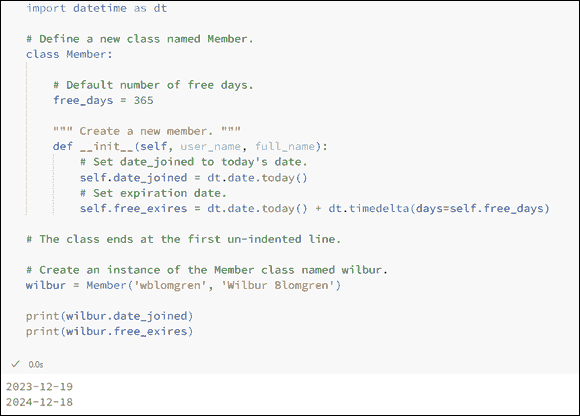 import datetime as dt
# Define a new class named Member.
class Member:
# Default number of free days.
free_days = 365
""" Create a new member. """
def __init__(self, user_name, full_name):
# Set date_joined to today's date.
self.date_joined = dt.date.today()
# Set expiration date.
self.free_exires = dt.date.today() + dt.timedelta(days=self.free_days)
# The class ends at the first un-indented line.
# Create an instance of the Member class named wilbur.
wilbur = Member('wblomgren', 'Wilbur Blomgren')
print(wilbur.date_joined)
print(wilbur.free_exires)
0.0s
2023-12-19
2024-12-18